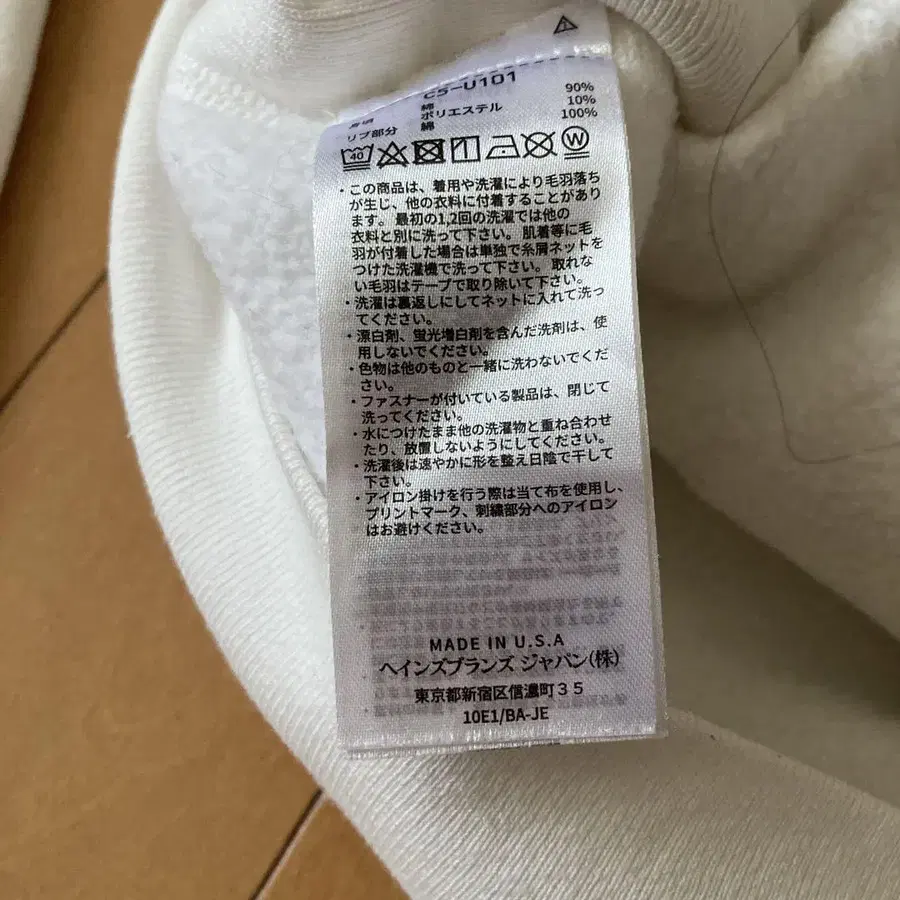 C5-U101
綿 90%
ポリエステル 10%
リブ部分 綿 100%
40
W
・この商品は、着用や洗濯により毛羽落ち
が生じ、他の衣料に付着することがあり
ます。最初の1,2回の洗濯では他の
衣料と別に洗って下さい。肌着等に毛
羽が付着した場合は単独で糸屑ネットを
つけた洗濯機で洗って下さい。取れな
い毛羽はテープで取り除いて下さい。
・洗濯は裏返しにしてネットに入れて洗っ
てください。
・漂白剤、蛍光増白剤を含んだ洗剤は、使
用しないでください。
・色物は他のものと一緒に洗わないでくだ
さい。
・ファスナーが付いている製品は、閉じて
洗ってください。
・水につけたまま他の洗濯物と重ね合わせ
たり、放置しないようにしてください。
・洗濯後は速やかに形を整え日陰で干して
下さい。
・アイロン掛けを行う際は当て布を使用し、
プリントマーク、刺繍部分へのアイロン
はお避けください。
MADE IN U.S.A
ヘインズブランズ ジャパン(株)
東京都新宿区信濃町35
10E1/BA-JE